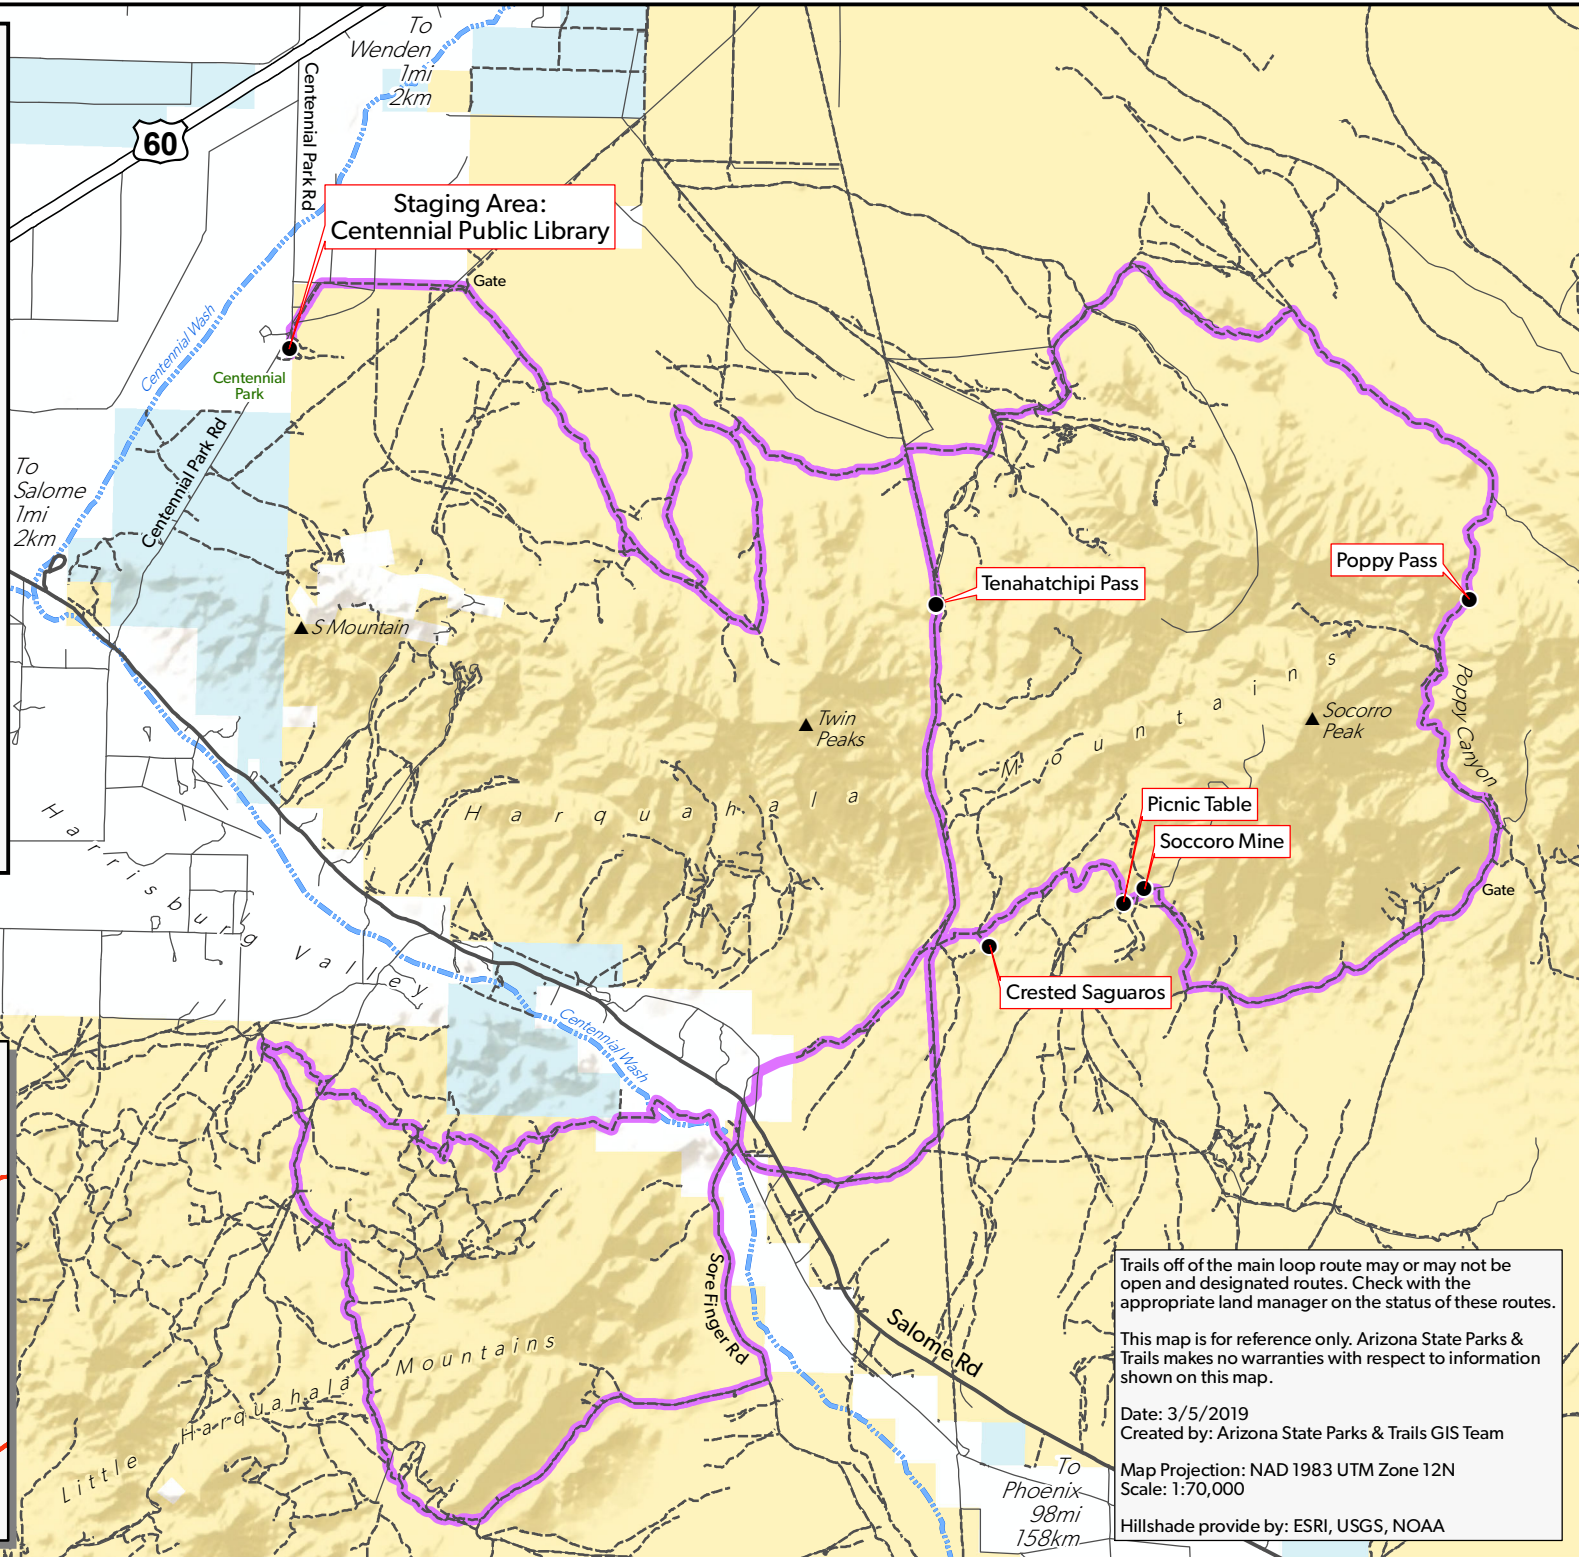 To
Wenden
1mi
2km
60
Centennial Park Rd
Staging Area:
Centennial Public Library
Gate
Centennial Wash
Centennial
Park
Centennial Park Rd
To
Salome
1mi
2km
Tenahatchipi Pass
Poppy Pass
S Mountain
Twin
Peaks
Socorro
Peak
Poppy Canyon
Harquahala Mountains
Picnic Table
Soccoro Mine
Gate
Harrisburg Valley
Crested Saguaros
Centennial Wash
Sore Finger Rd
Salome Rd
Little Harquahala Mountains
To
Phoenix
98mi
158km
Trails off of the main loop route may or may not be
open and designated routes. Check with the
appropriate land manager on the status of these routes.
This map is for reference only. Arizona State Parks &
Trails makes no warranties with respect to information
shown on this map.
Date: 3/5/2019
Created by: Arizona State Parks & Trails GIS Team
Map Projection: NAD 1983 UTM Zone 12N
Scale: 1:70,000
Hillshade provide by: ESRI, USGS, NOAA